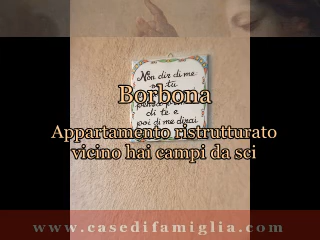 Non dir di me
se tu
di te e
poi di me dirai
Borbona
Appartamento ristrutturato
vicino hai campi da sci
www.casedifamiglia.com